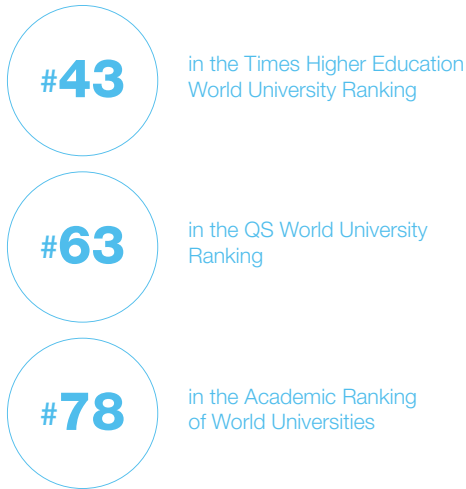 #43
in the Times Higher Education
World University Ranking
#63
in the QS World University
Ranking
#78
in the Academic Ranking
of World Universities